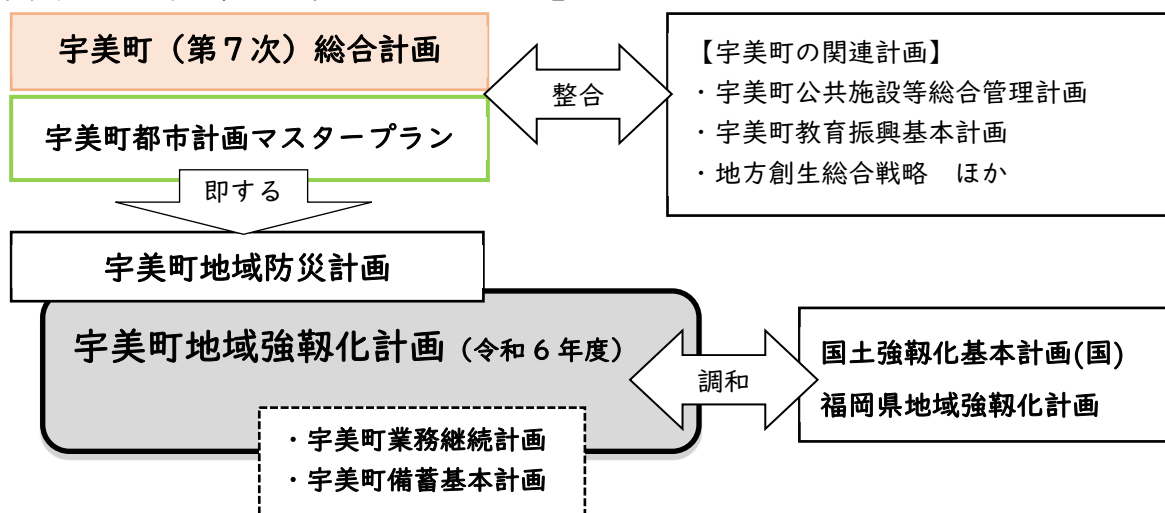 宇美町（第７次）総合計画
宇美町都市計画マスタープラン
整合
【宇美町の関連計画】
・宇美町公共施設等総合管理計画
・宇美町教育振興基本計画
・地方創生総合戦略　ほか
即する
宇美町地域防災計画
宇美町地域強靱化計画（令和６年度）
調和
国土強靱化基本計画(国)
福岡県地域強靱化計画
・宇美町業務継続計画
・宇美町備蓄基本計画